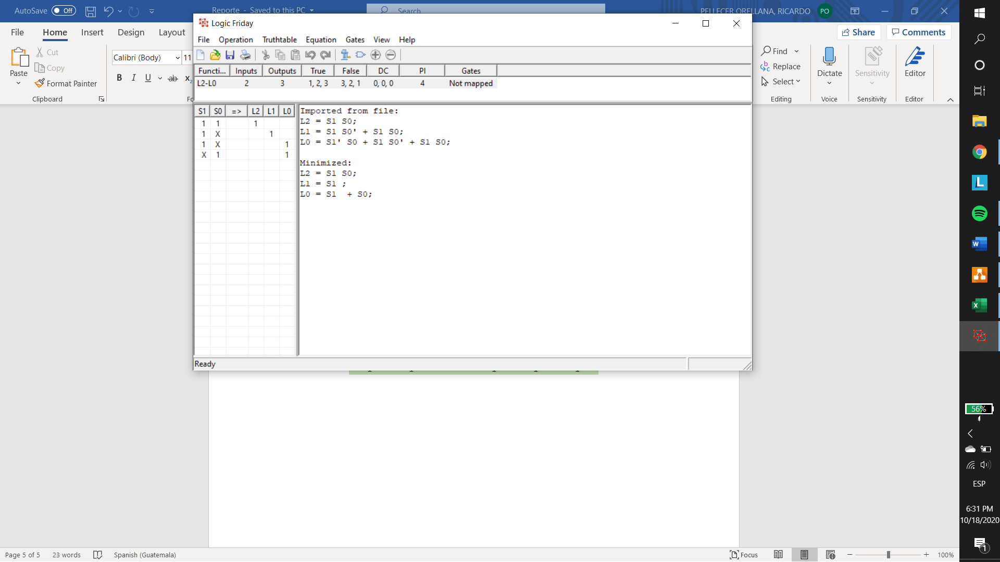 AutoSave Off
Reporte - Saved to this PC
Search
PELLECER ORELLANA, RICARDO PO
File Home Insert Design Layout
Share Comments
Paste
Cut
Copy
Format Painter
Clipboard
Calibri (Body) 11
B I U ab x
Find
Replace
Select
Editing
Dictate
Voice
Sensitivity
Sensitivity
Editor
Editor
Logic Friday
File Operation Truthtable Equation Gates View Help
Functi... Inputs Outputs True False DC PI Gates
L2-L0 2 3 1, 2, 3 3, 2, 1 0, 0, 0 4 Not mapped
S1 S0 => L2 L1 L0
1 1 1
1 X 1
1 X 1
X 1 1
Imported from file:
L2 = S1 S0;
L1 = S1 S0' + S1 S0;
L0 = S1' S0 + S1 S0' + S1 S0;
Minimized:
L2 = S1 S0;
L1 = S1 ;
L0 = S1  + S0;
Ready
56%
ESP
6:31 PM
10/18/2020
1
Page 5 of 5 23 words Spanish (Guatemala)
Focus
100%